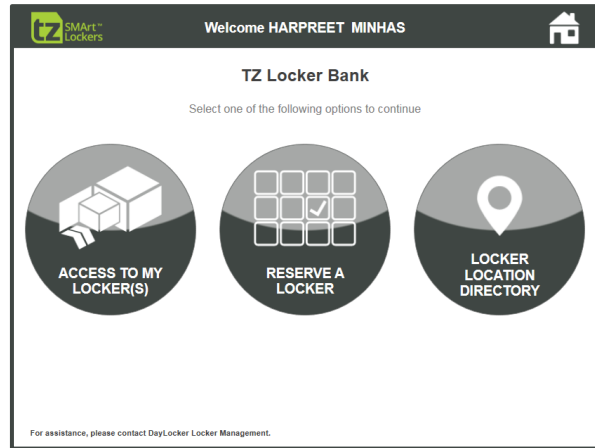 tz SMArt™
Lockers
Welcome HARPREET MINHAS
TZ Locker Bank
Select one of the following options to continue
ACCESS TO MY
LOCKER(S)
RESERVE A
LOCKER
LOCKER
LOCATION
DIRECTORY
For assistance, please contact DayLocker Locker Management.